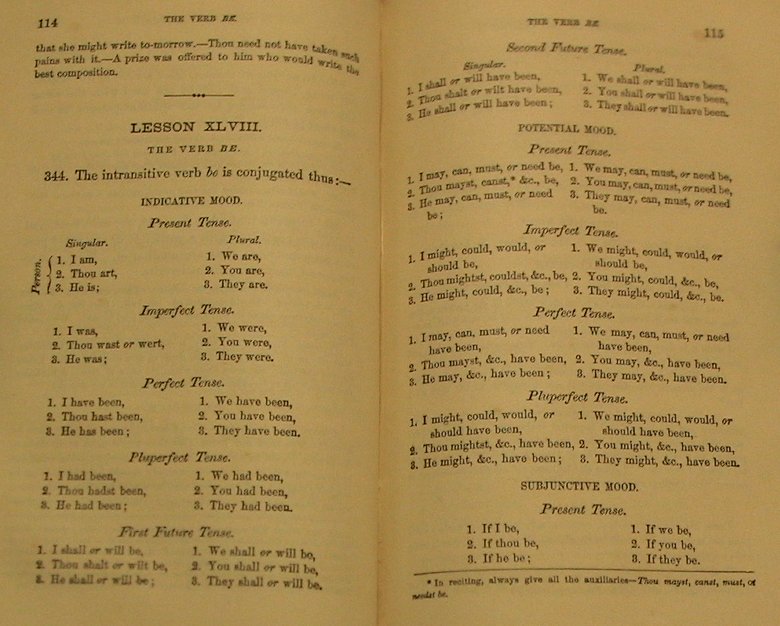 114 THE VERB BE.
that she might write to-morrow.—Thou need not have taken such
pains with it.—A prize was offered to him who would write the
best composition.
LESSON XLVIII.
THE VERB BE.
344. The intransitive verb be is conjugated thus:—
INDICATIVE MOOD.
Present Tense.
Singular. Plural.
Person.
1. I am, 1. We are,
2. Thou art, 2. You are,
3. He is; 3. They are.
Imperfect Tense.
1. I was, 1. We were,
2. Thou wast or wert, 2. You were,
3. He was; 3. They were.
Perfect Tense.
1. I have been, 1. We have been,
2. Thou hast been, 2. You have been,
3. He has been; 3. They have been.
Pluperfect Tense.
1. I had been, 1. We had been,
2. Thou hadst been, 2. You had been,
3. He had been; 3. They had been.
First Future Tense.
1. I shall or will be, 1. We shall or will be,
2. Thou shalt or wilt be, 2. You shall or will be,
3. He shall or will be; 3. They shall or will be.
THE VERB BE 115
Second Future Tense.
Singular. Plural.
1. I shall or will have been, 1. We shall or will have been,
2. Thou shalt or wilt have been, 2. You shall or will have been,
3. He shall or will have been; 3. They shall or will have been.
POTENTIAL MOOD.
Present Tense.
1. I may, can, must, or need be, 1. We may, can, must, or need be,
2. Thou mayst, canst,* &c., be, 2. You may, can, must, or need be,
3. He may, can, must, or need 3. They may, can, must, or need
be; be.
Imperfect Tense.
1. I might, could, would, or 1. We might, could, would, or
should be, should be,
2. Thou mightst, couldst, &c., be, 2. You might, could, &c., be,
3. He might, could, &c., be; 3. They might, could, &c., be.
Perfect Tense.
1. I may, can, must, or need 1. We may, can, must, or need
have been, have been,
2. Thou mayst, &c., have been, 2. You may, &c., have been,
3. He may, &c., have been; 3. They may, &c., have been.
Pluperfect Tense.
1. I might, could, would, or 1. We might, could, would, or
should have been, should have been,
2. Thou mightst, &c., have been, 2. You might, &c., have been,
3. He might, &c., have been; 3. They might, &c., have been.
SUBJUNCTIVE MOOD.
Present Tense.
1. If I be, 1. If we be,
2. If thou be, 2. If you be,
3. If he be; 3. If they be.
* In reciting, always give all the auxiliaries—Thou mayst, canst, must, or
needst be.